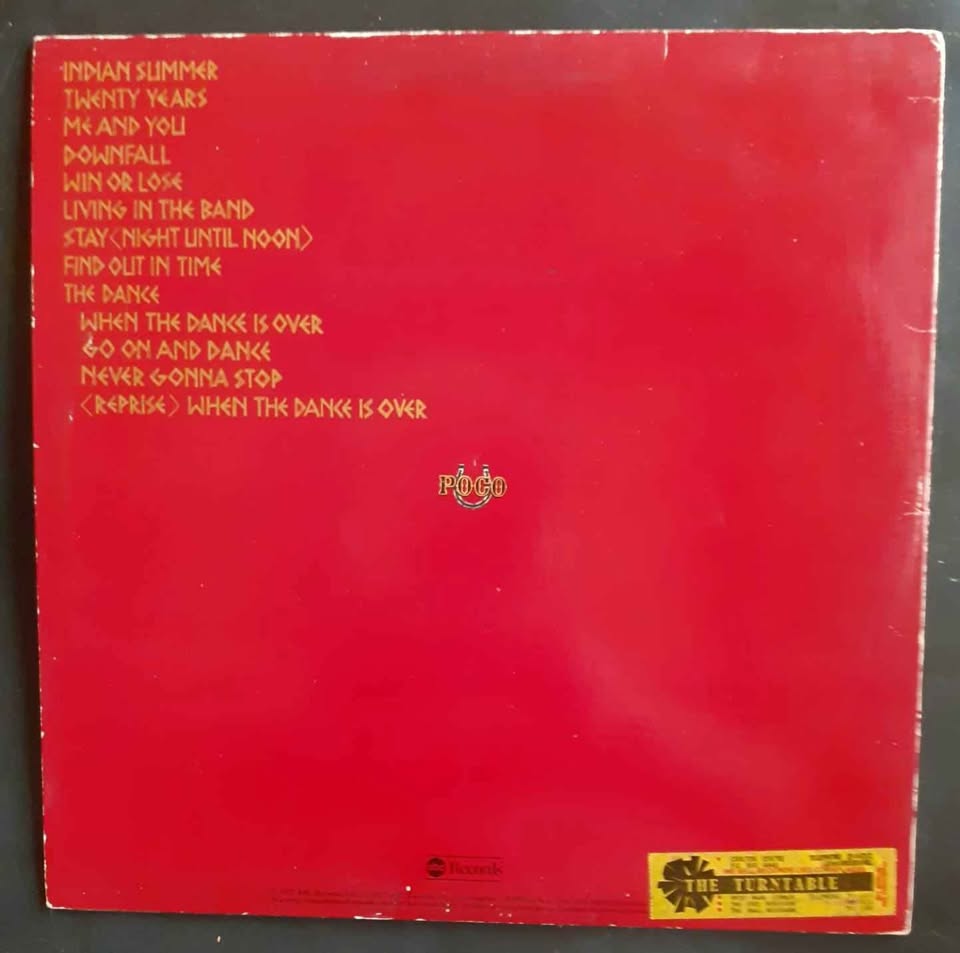 INDIAN SUMMER
TWENTY YEARS
ME AND YOU
DOWNFALL
WIN OR LOSE
LIVING IN THE BAND
STAY <NIGHT UNTIL NOON>
FIND OUT IN TIME
THE DANCE
WHEN THE DANCE IS OVER
GO ON AND DANCE
NEVER GONNA STOP
<REPRISE> WHEN THE DANCE IS OVER
POCO
abc Records
THE TURNTABLE